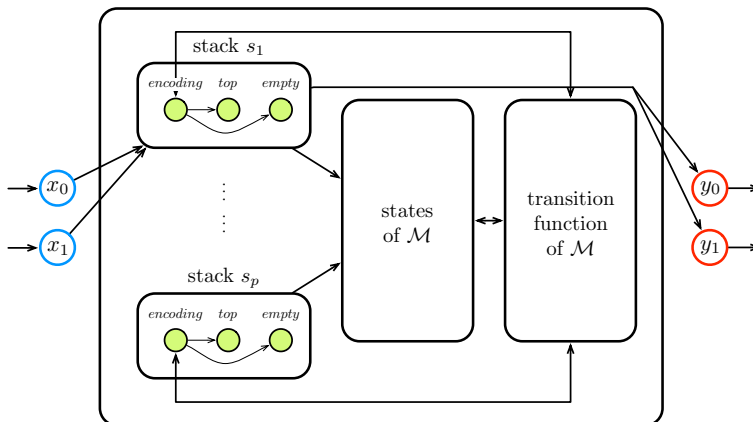 stack s₁
encoding top empty
x₀
x₁
⋮
⋮
states
of ℳ
transition
function
of ℳ
y₀
y₁
stack sₚ
encoding top empty